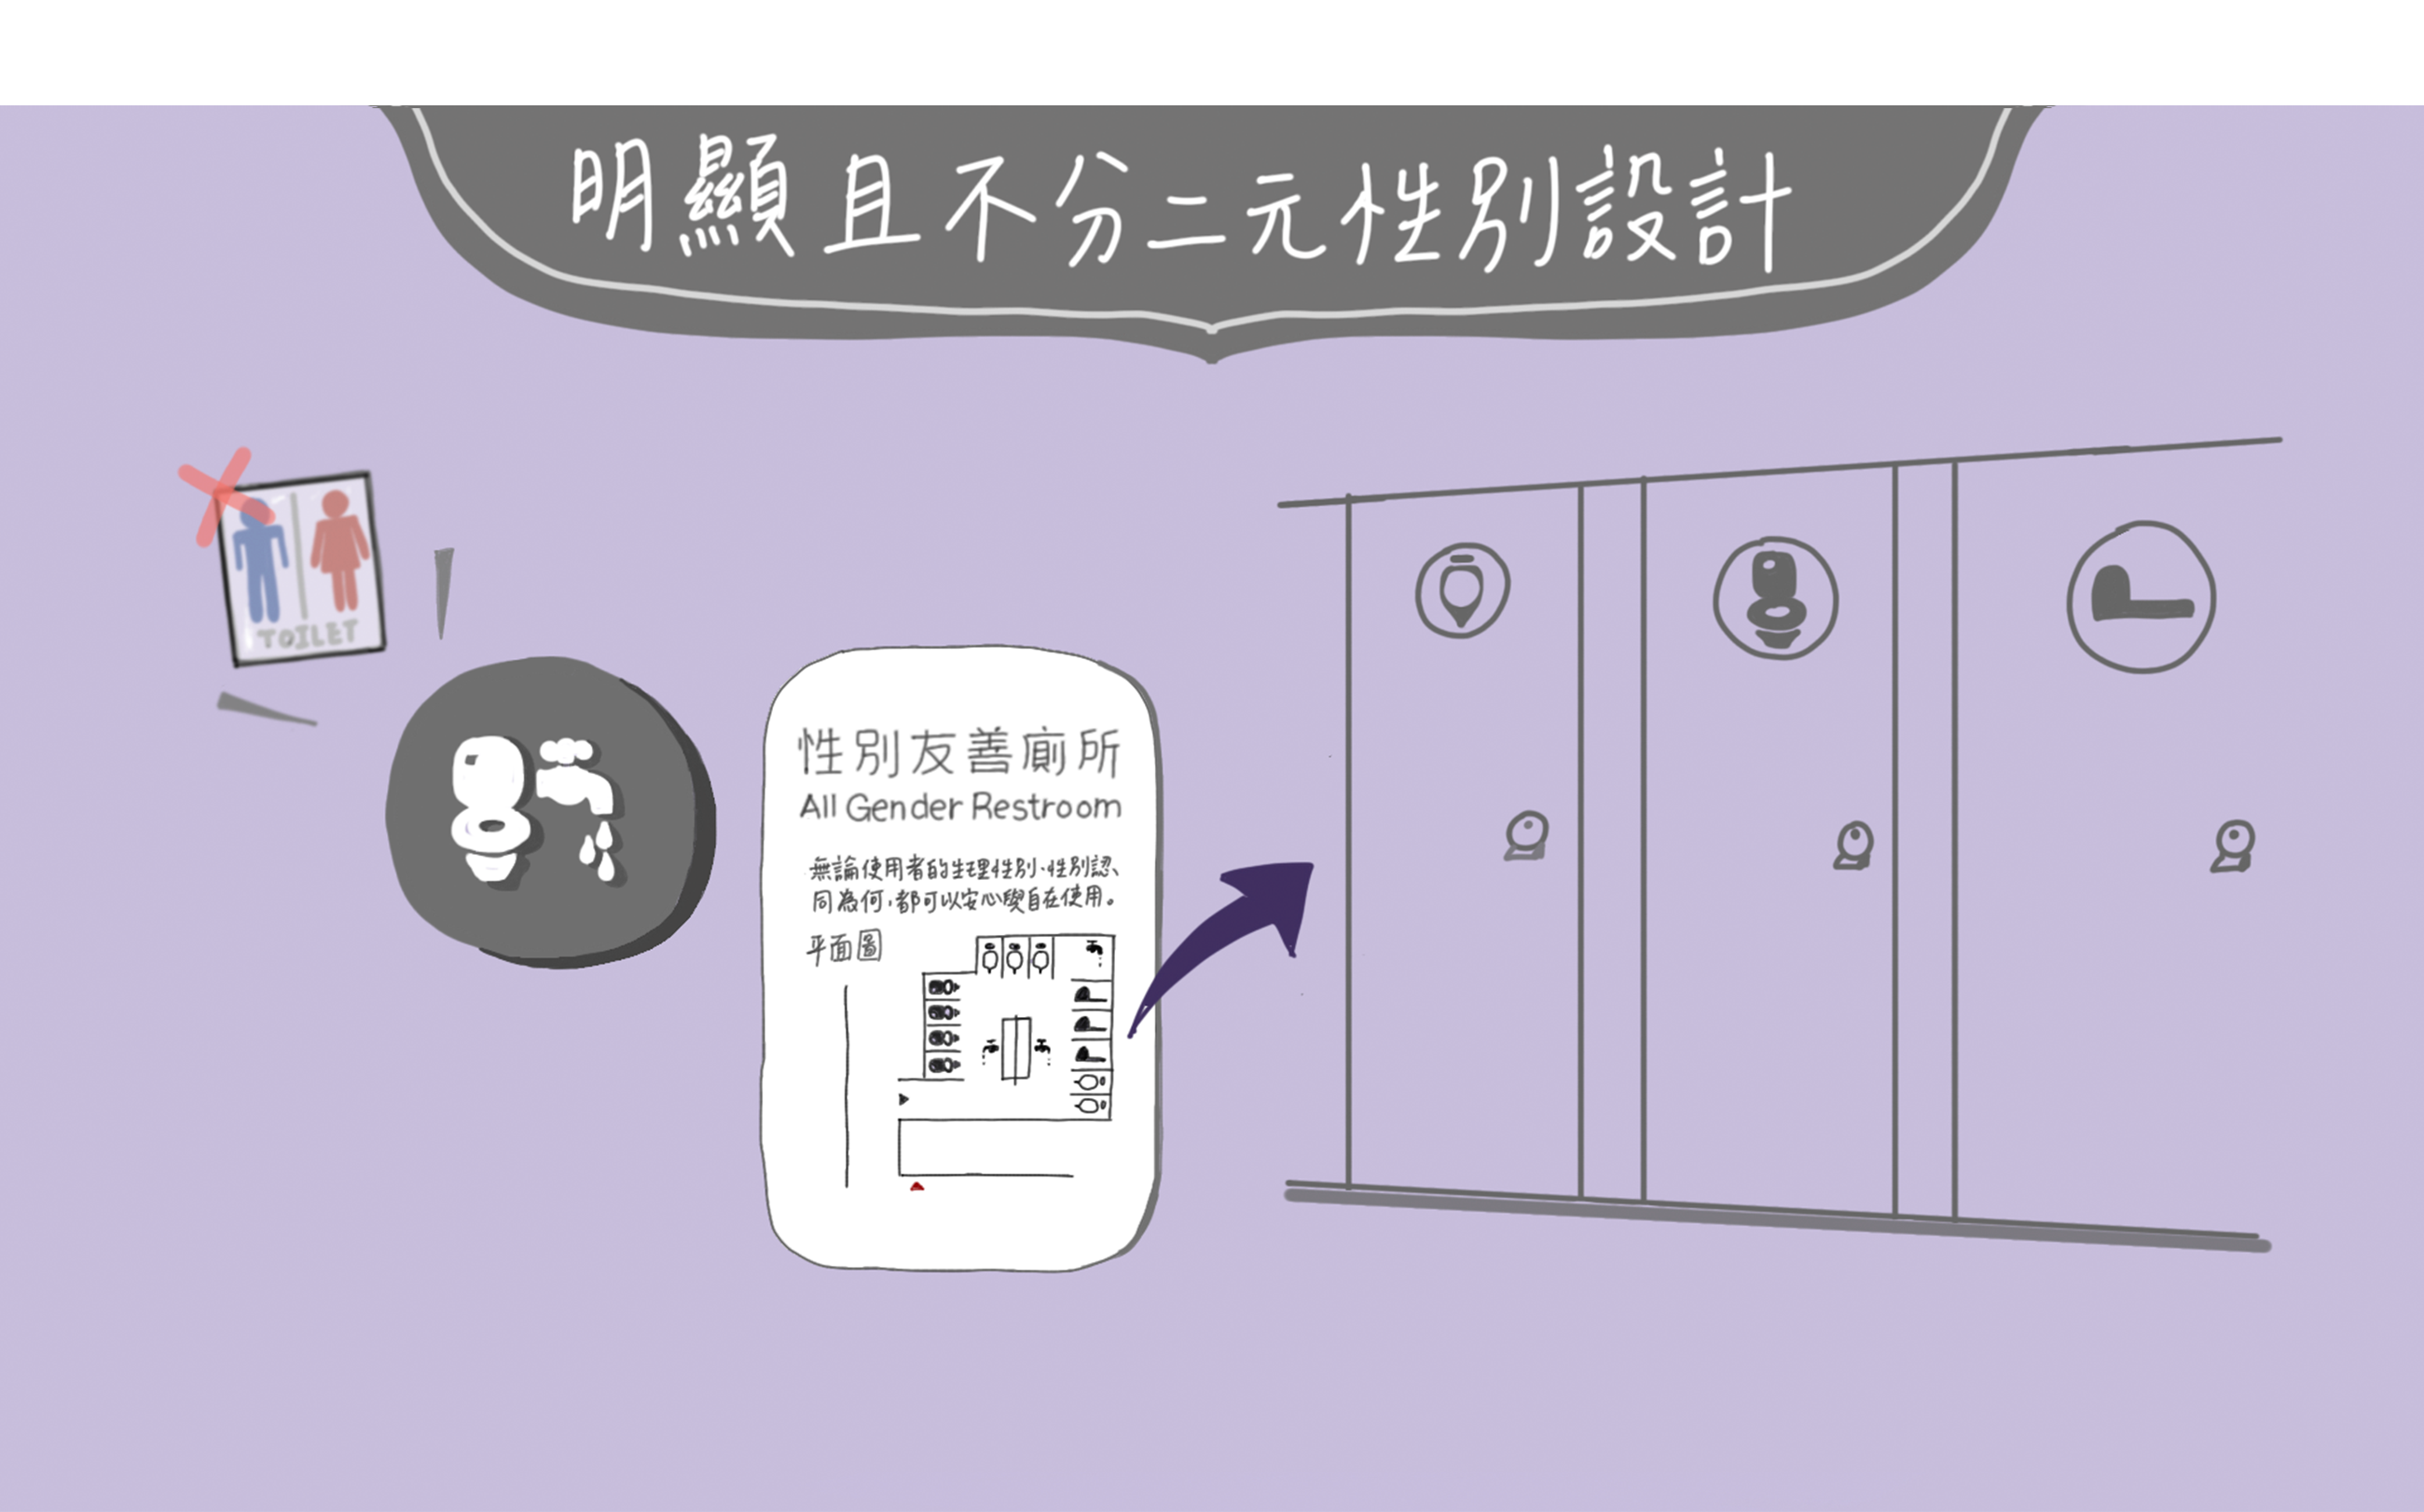 明顯且不分二元性別設計
TOILET
性別友善廁所
All Gender Restroom
無論使用者的生理性別、性別認
同為何，都可以安心與自在使用。
平面圖